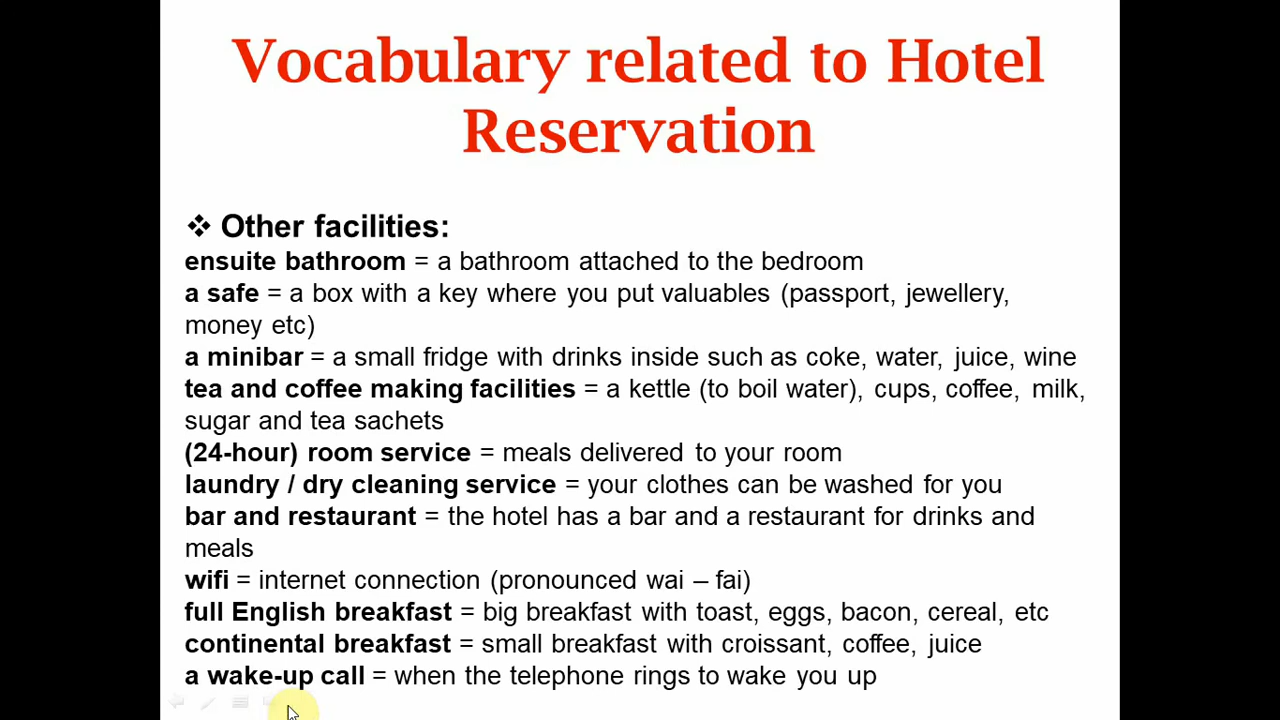 Vocabulary related to Hotel
Reservation
❖ Other facilities:
ensuite bathroom = a bathroom attached to the bedroom
a safe = a box with a key where you put valuables (passport, jewellery,
money etc)
a minibar = a small fridge with drinks inside such as coke, water, juice, wine
tea and coffee making facilities = a kettle (to boil water), cups, coffee, milk,
sugar and tea sachets
(24-hour) room service = meals delivered to your room
laundry / dry cleaning service = your clothes can be washed for you
bar and restaurant = the hotel has a bar and a restaurant for drinks and
meals
wifi = internet connection (pronounced wai – fai)
full English breakfast = big breakfast with toast, eggs, bacon, cereal, etc
continental breakfast = small breakfast with croissant, coffee, juice
a wake-up call = when the telephone rings to wake you up